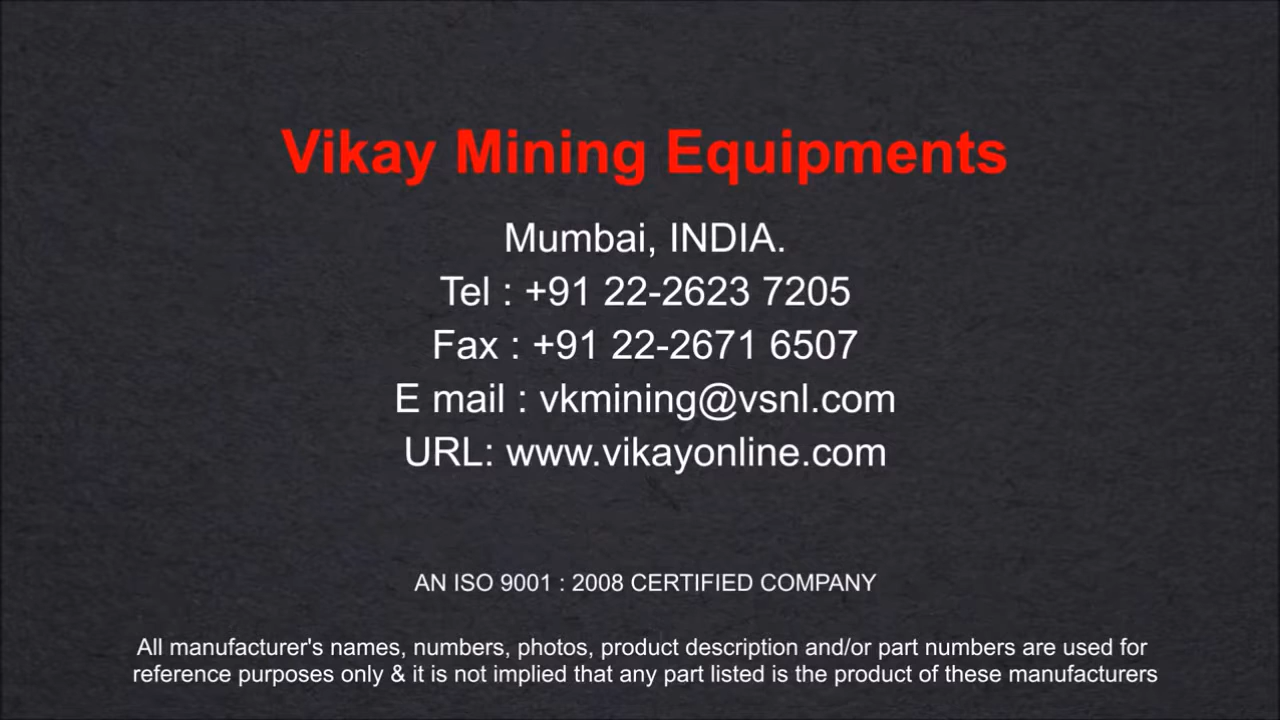 Vikay Mining Equipments
Mumbai, INDIA.
Tel : +91 22-2623 7205
Fax : +91 22-2671 6507
E mail : vkmining@vsnl.com
URL: www.vikayonline.com
AN ISO 9001 : 2008 CERTIFIED COMPANY
All manufacturer's names, numbers, photos, product description and/or part numbers are used for
reference purposes only & it is not implied that any part listed is the product of these manufacturers